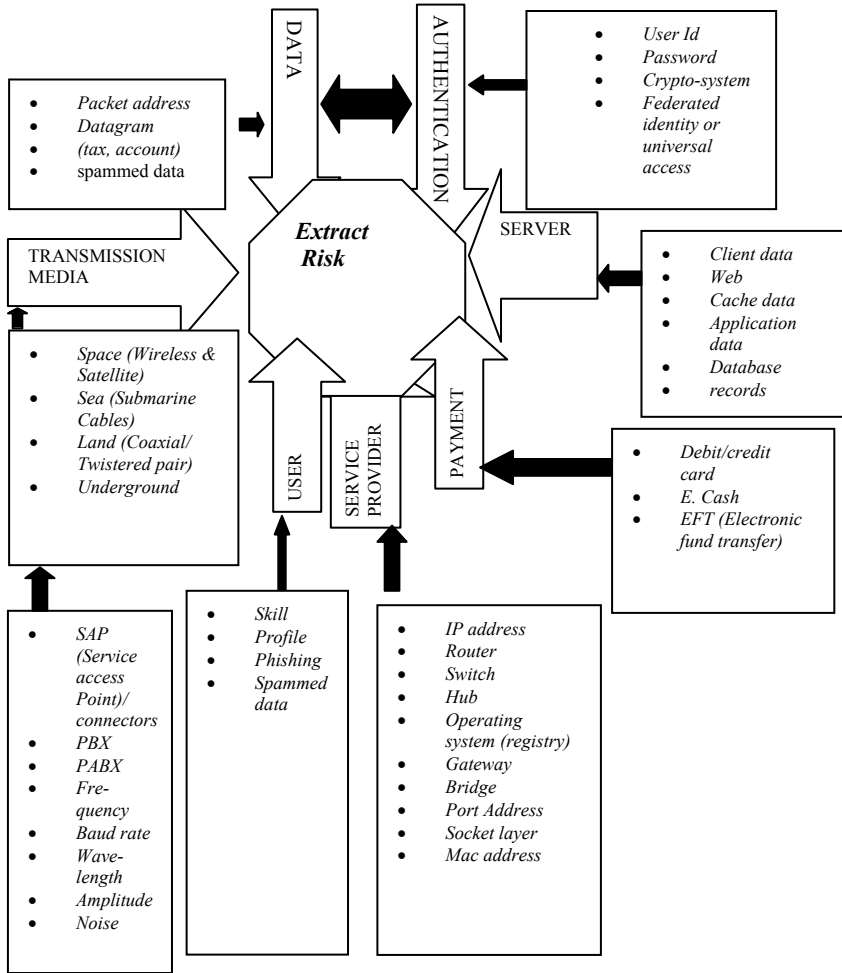 DATA
AUTHENTICATION
• User Id
• Password
• Crypto-system
• Federated
identity or
universal
access
• Packet address
• Datagram
• (tax, account)
• spammed data
Extract
Risk
TRANSMISSION
MEDIA
SERVER
• Client data
• Web
• Cache data
• Application
data
• Database
• records
• Space (Wireless &
Satellite)
• Sea (Submarine
Cables)
• Land (Coaxial/
Twistered pair)
• Underground
USER
SERVICE
PROVIDER
PAYMENT
• Debit/credit
card
• E. Cash
• EFT (Electronic
fund transfer)
• SAP
(Service
access
Point)/
connectors
• PBX
• PABX
• Fre-
quency
• Baud rate
• Wave-
length
• Amplitude
• Noise
• Skill
• Profile
• Phishing
• Spammed
data
• IP address
• Router
• Switch
• Hub
• Operating
system (registry)
• Gateway
• Bridge
• Port Address
• Socket layer
• Mac address